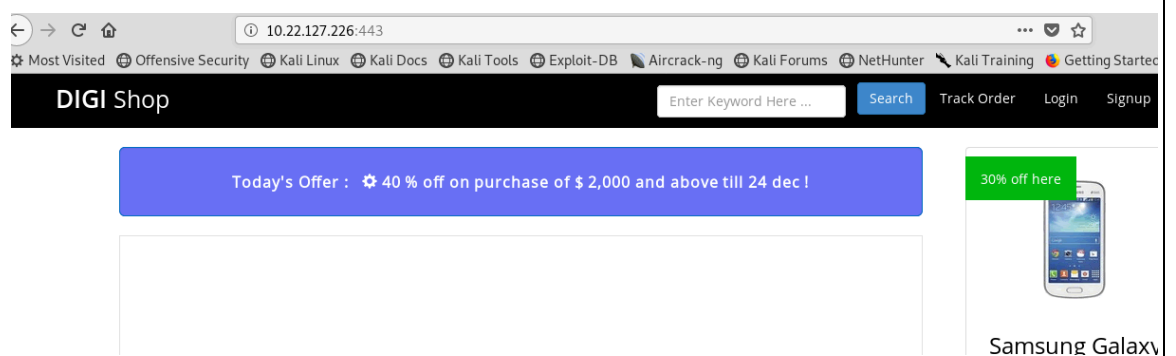 10.22.127.226:443
Most Visited Offensive Security Kali Linux Kali Docs Kali Tools Exploit-DB Aircrack-ng Kali Forums NetHunter Kali Training Getting Started
DIGI Shop Enter Keyword Here ... Search Track Order Login Signup
Today's Offer : 40 % off on purchase of $ 2,000 and above till 24 dec !
30% off here
Samsung Galaxy